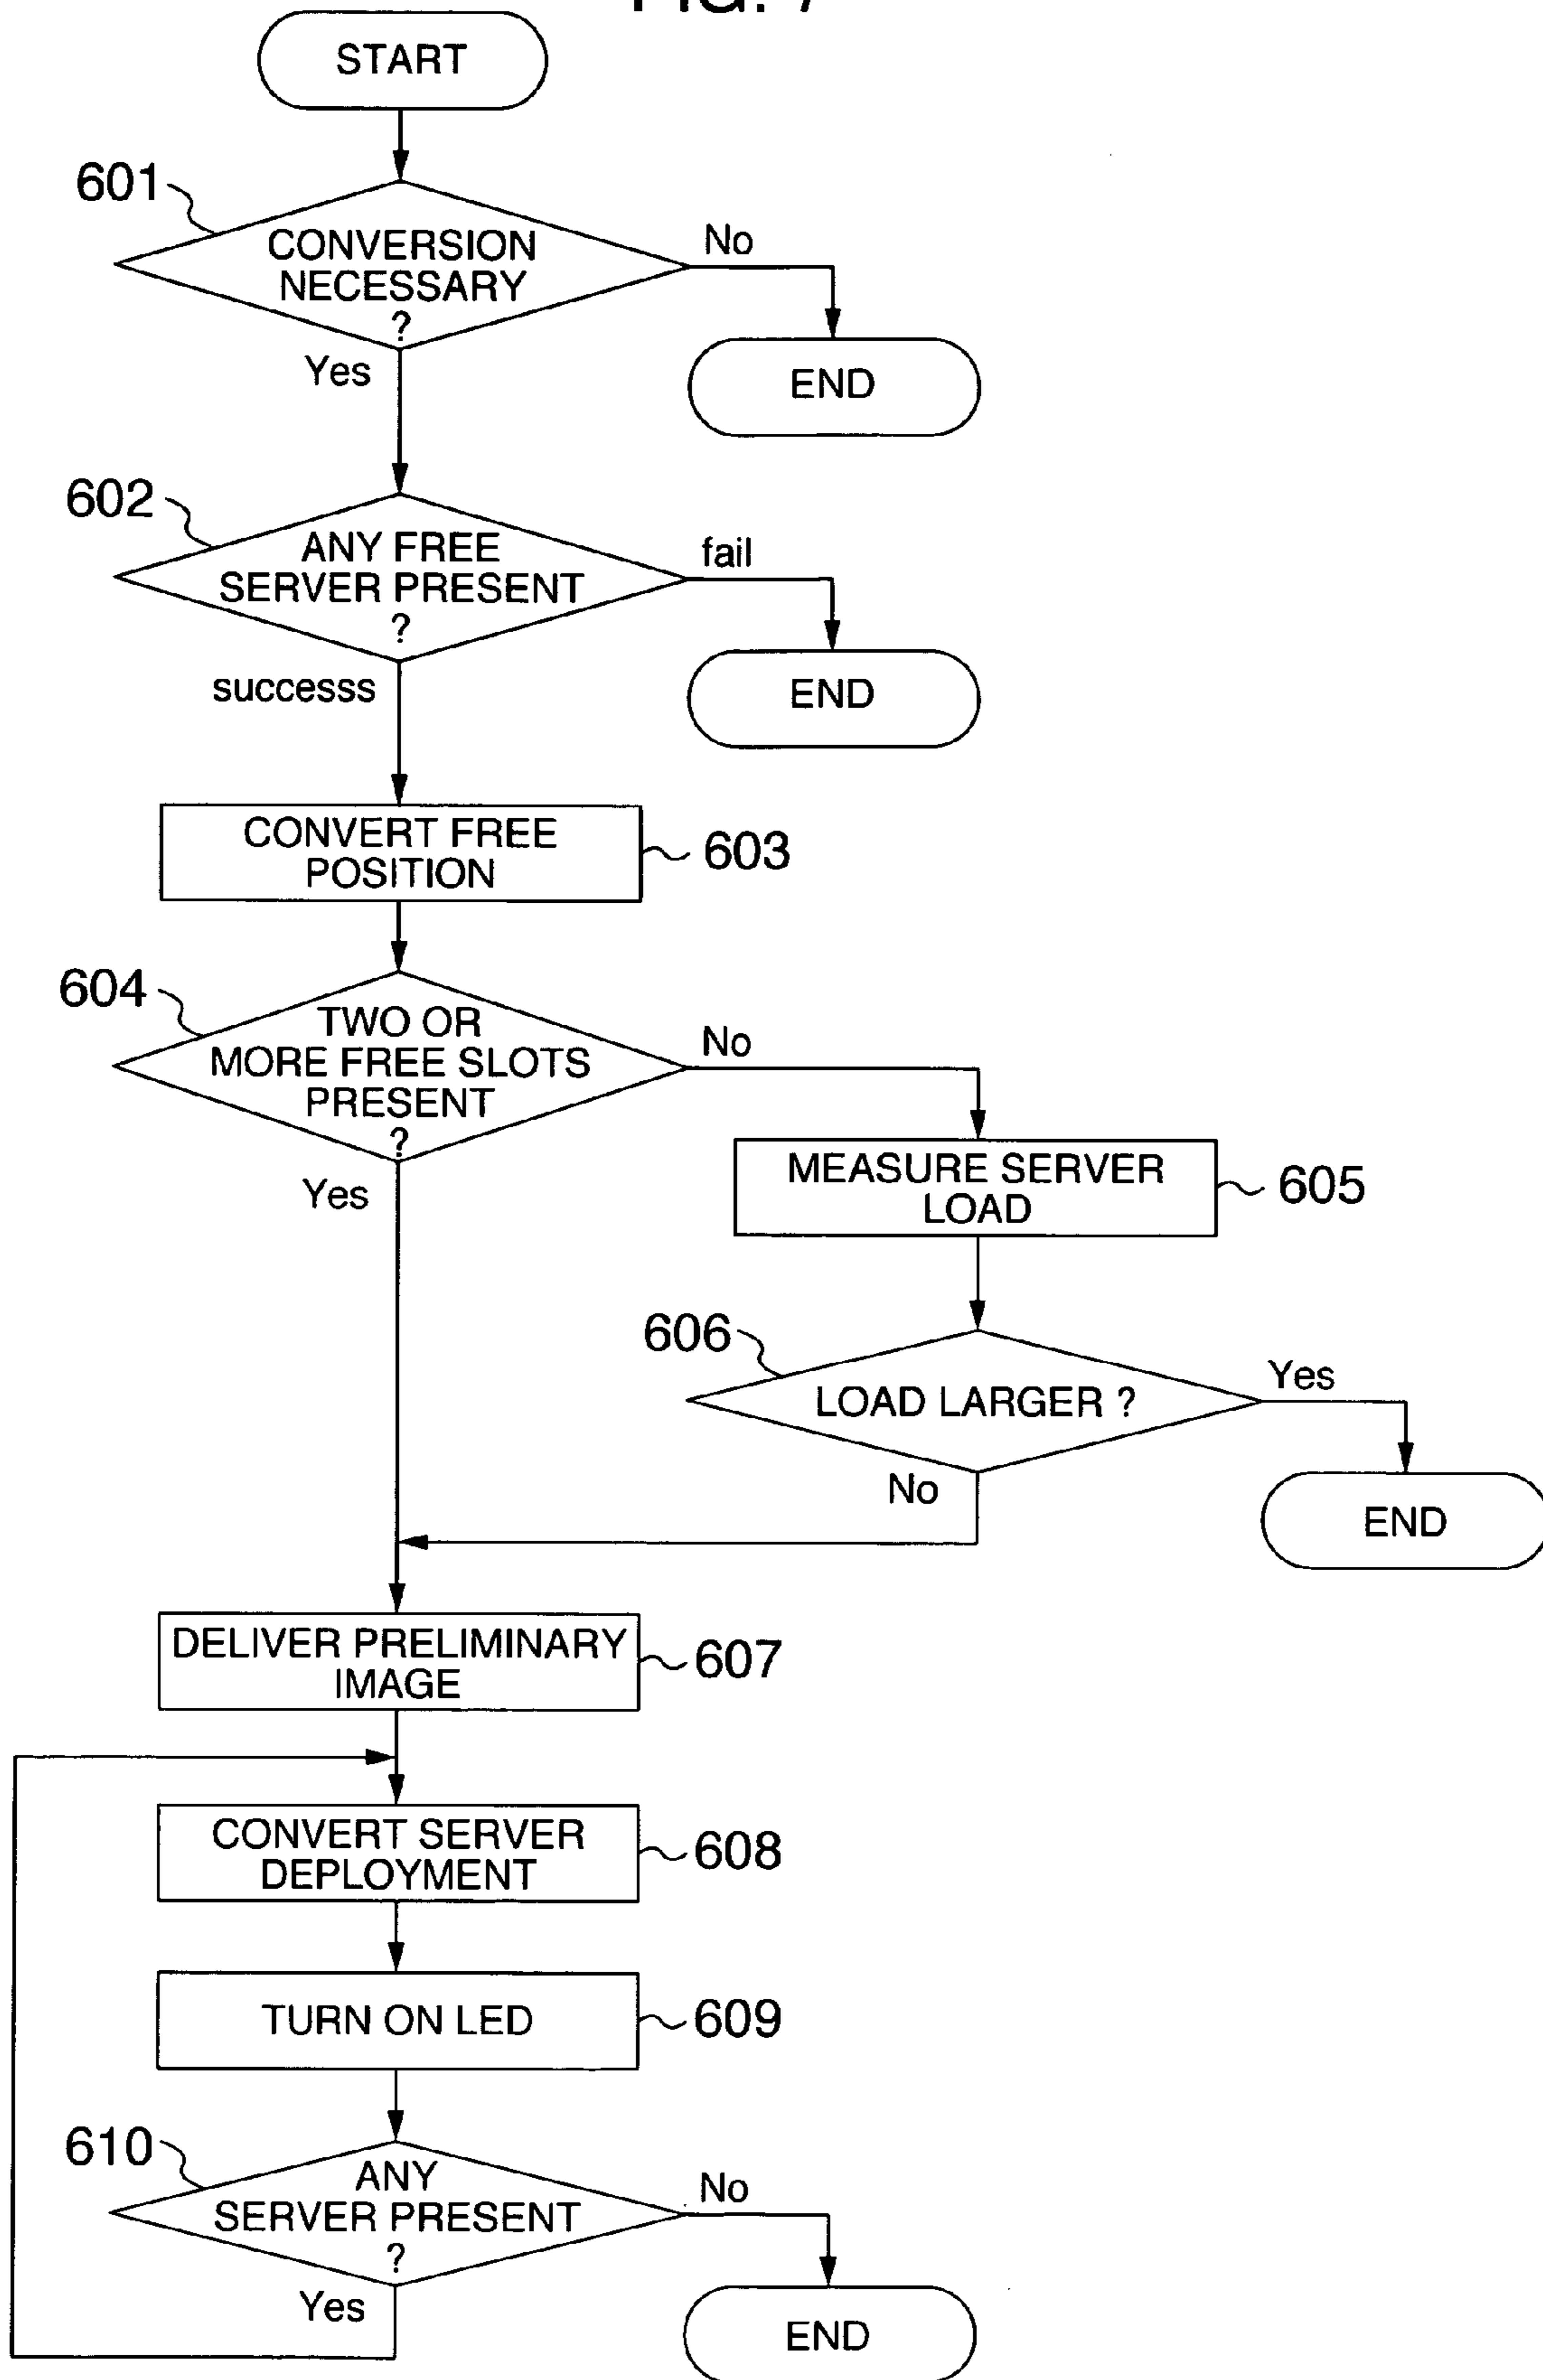 START
601
CONVERSION
NECESSARY
?
No
END
Yes
602
ANY FREE
SERVER PRESENT
?
fail
END
successs
CONVERT FREE
POSITION
603
604
TWO OR
MORE FREE SLOTS
PRESENT
?
No
Yes
MEASURE SERVER
LOAD
605
606
LOAD LARGER ?
Yes
No
END
DELIVER PRELIMINARY
IMAGE
607
CONVERT SERVER
DEPLOYMENT
608
TURN ON LED
609
610
ANY
SERVER PRESENT
?
No
Yes
END